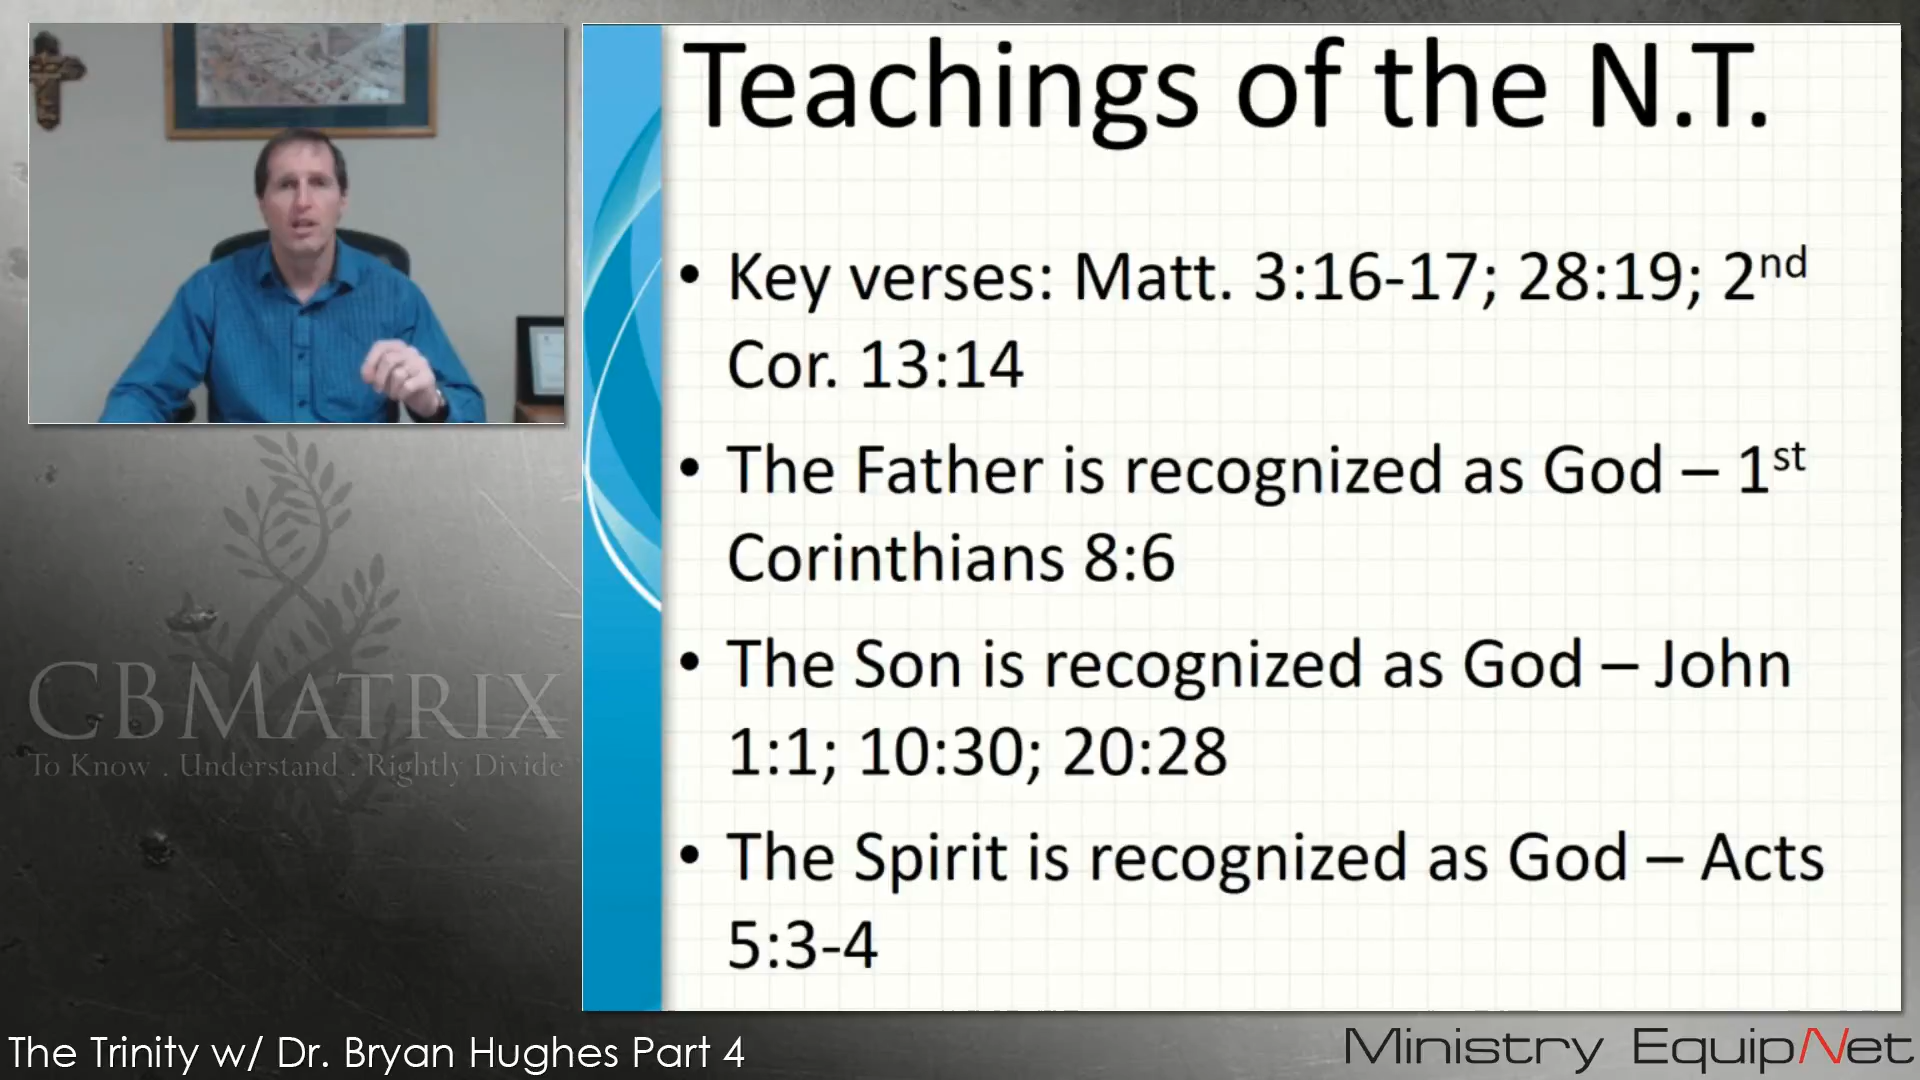 Teachings of the N.T.
• Key verses: Matt. 3:16-17; 28:19; 2nd
Cor. 13:14
• The Father is recognized as God – 1st
Corinthians 8:6
• The Son is recognized as God – John
1:1; 10:30; 20:28
• The Spirit is recognized as God – Acts
5:3-4
CBMATRIX
To Know . Understand . Rightly Divide
The Trinity w/ Dr. Bryan Hughes Part 4
Ministry EquipNet